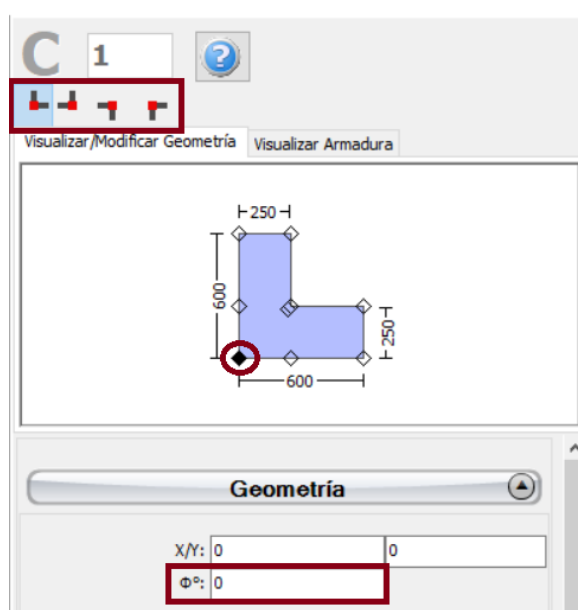 C 1 ?
Visualizar/Modificar Geometría Visualizar Armadura
250
600
250
600
Geometría
X/Y: 0 0
Φº: 0